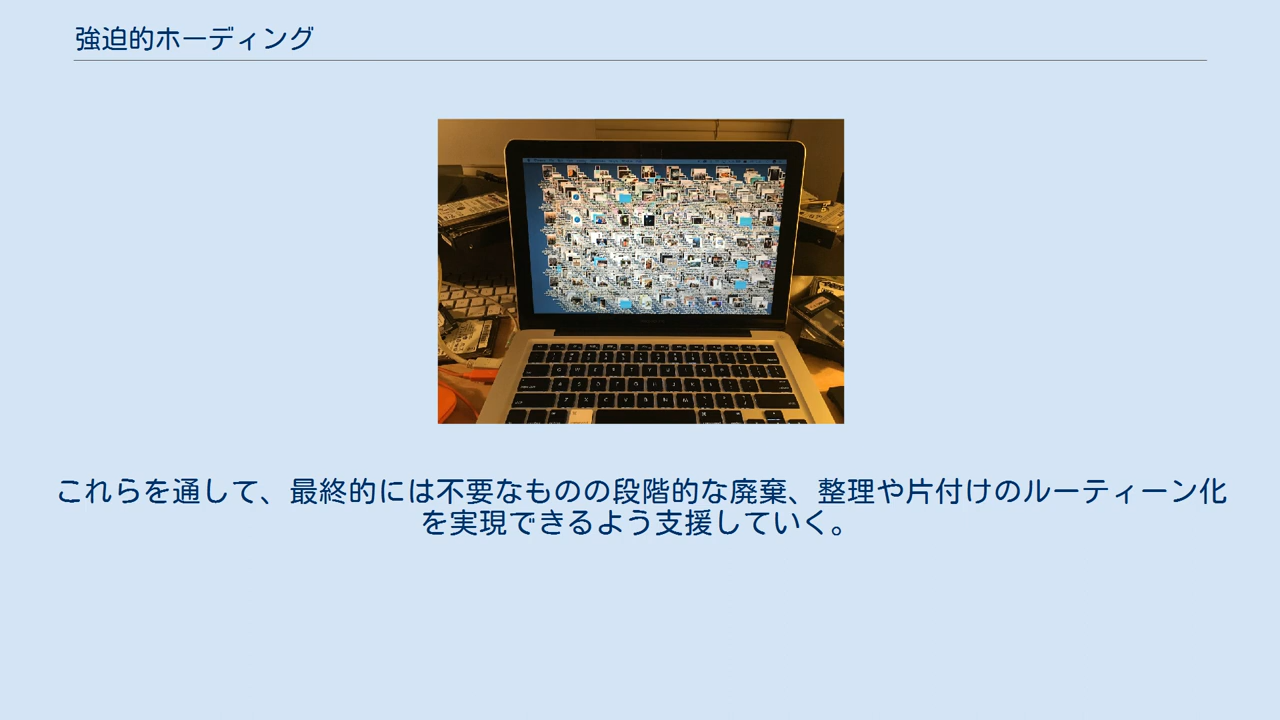 強迫的ホーディング
これらを通して、最終的には不要なものの段階的な廃棄、整理や片付けのルーティーン化
を実現できるよう支援していく。